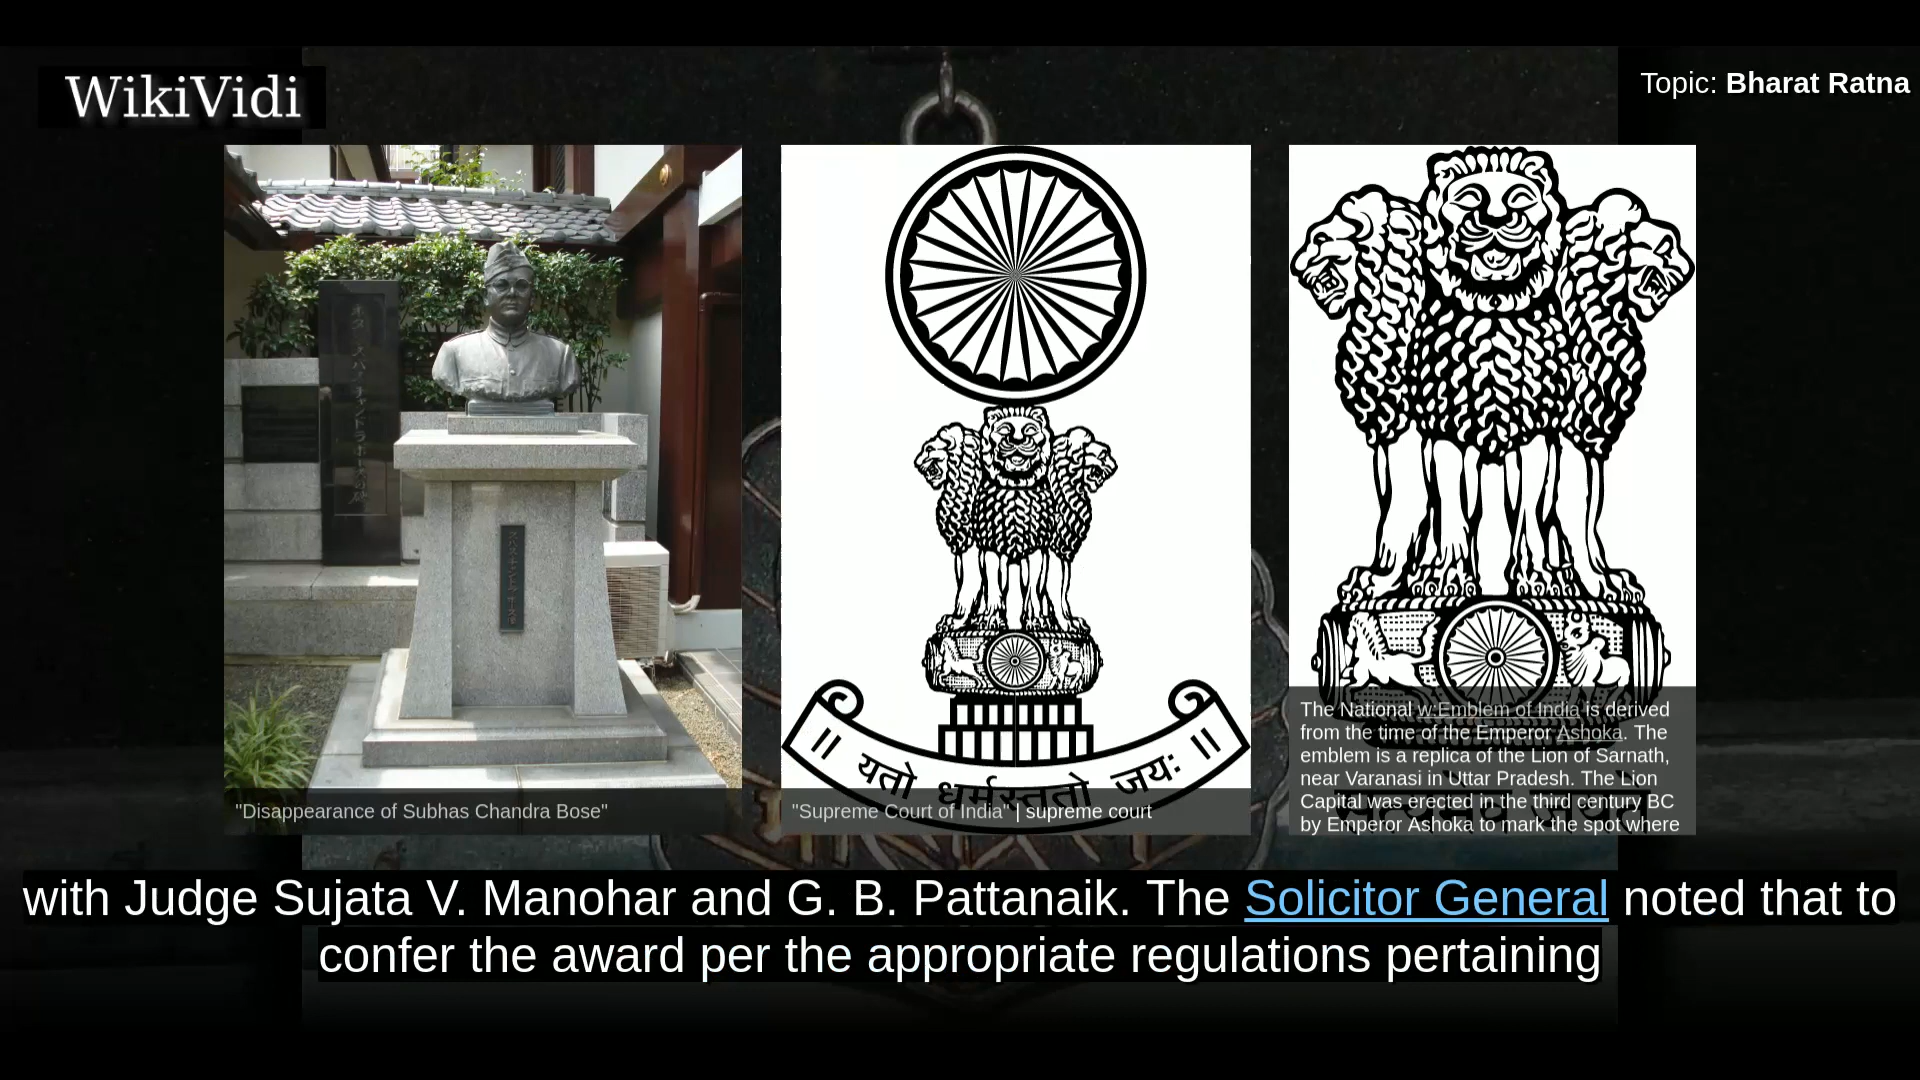 WikiVidi
Topic: Bharat Ratna
"Disappearance of Subhas Chandra Bose"
|| यतो धर्मस्ततो जयः ||
"Supreme Court of India" | supreme court
The National w:Emblem of India is derived
from the time of the Emperor Ashoka. The
emblem is a replica of the Lion of Sarnath,
near Varanasi in Uttar Pradesh. The Lion
Capital was erected in the third century BC
by Emperor Ashoka to mark the spot where
with Judge Sujata V. Manohar and G. B. Pattanaik. The Solicitor General noted that to
confer the award per the appropriate regulations pertaining